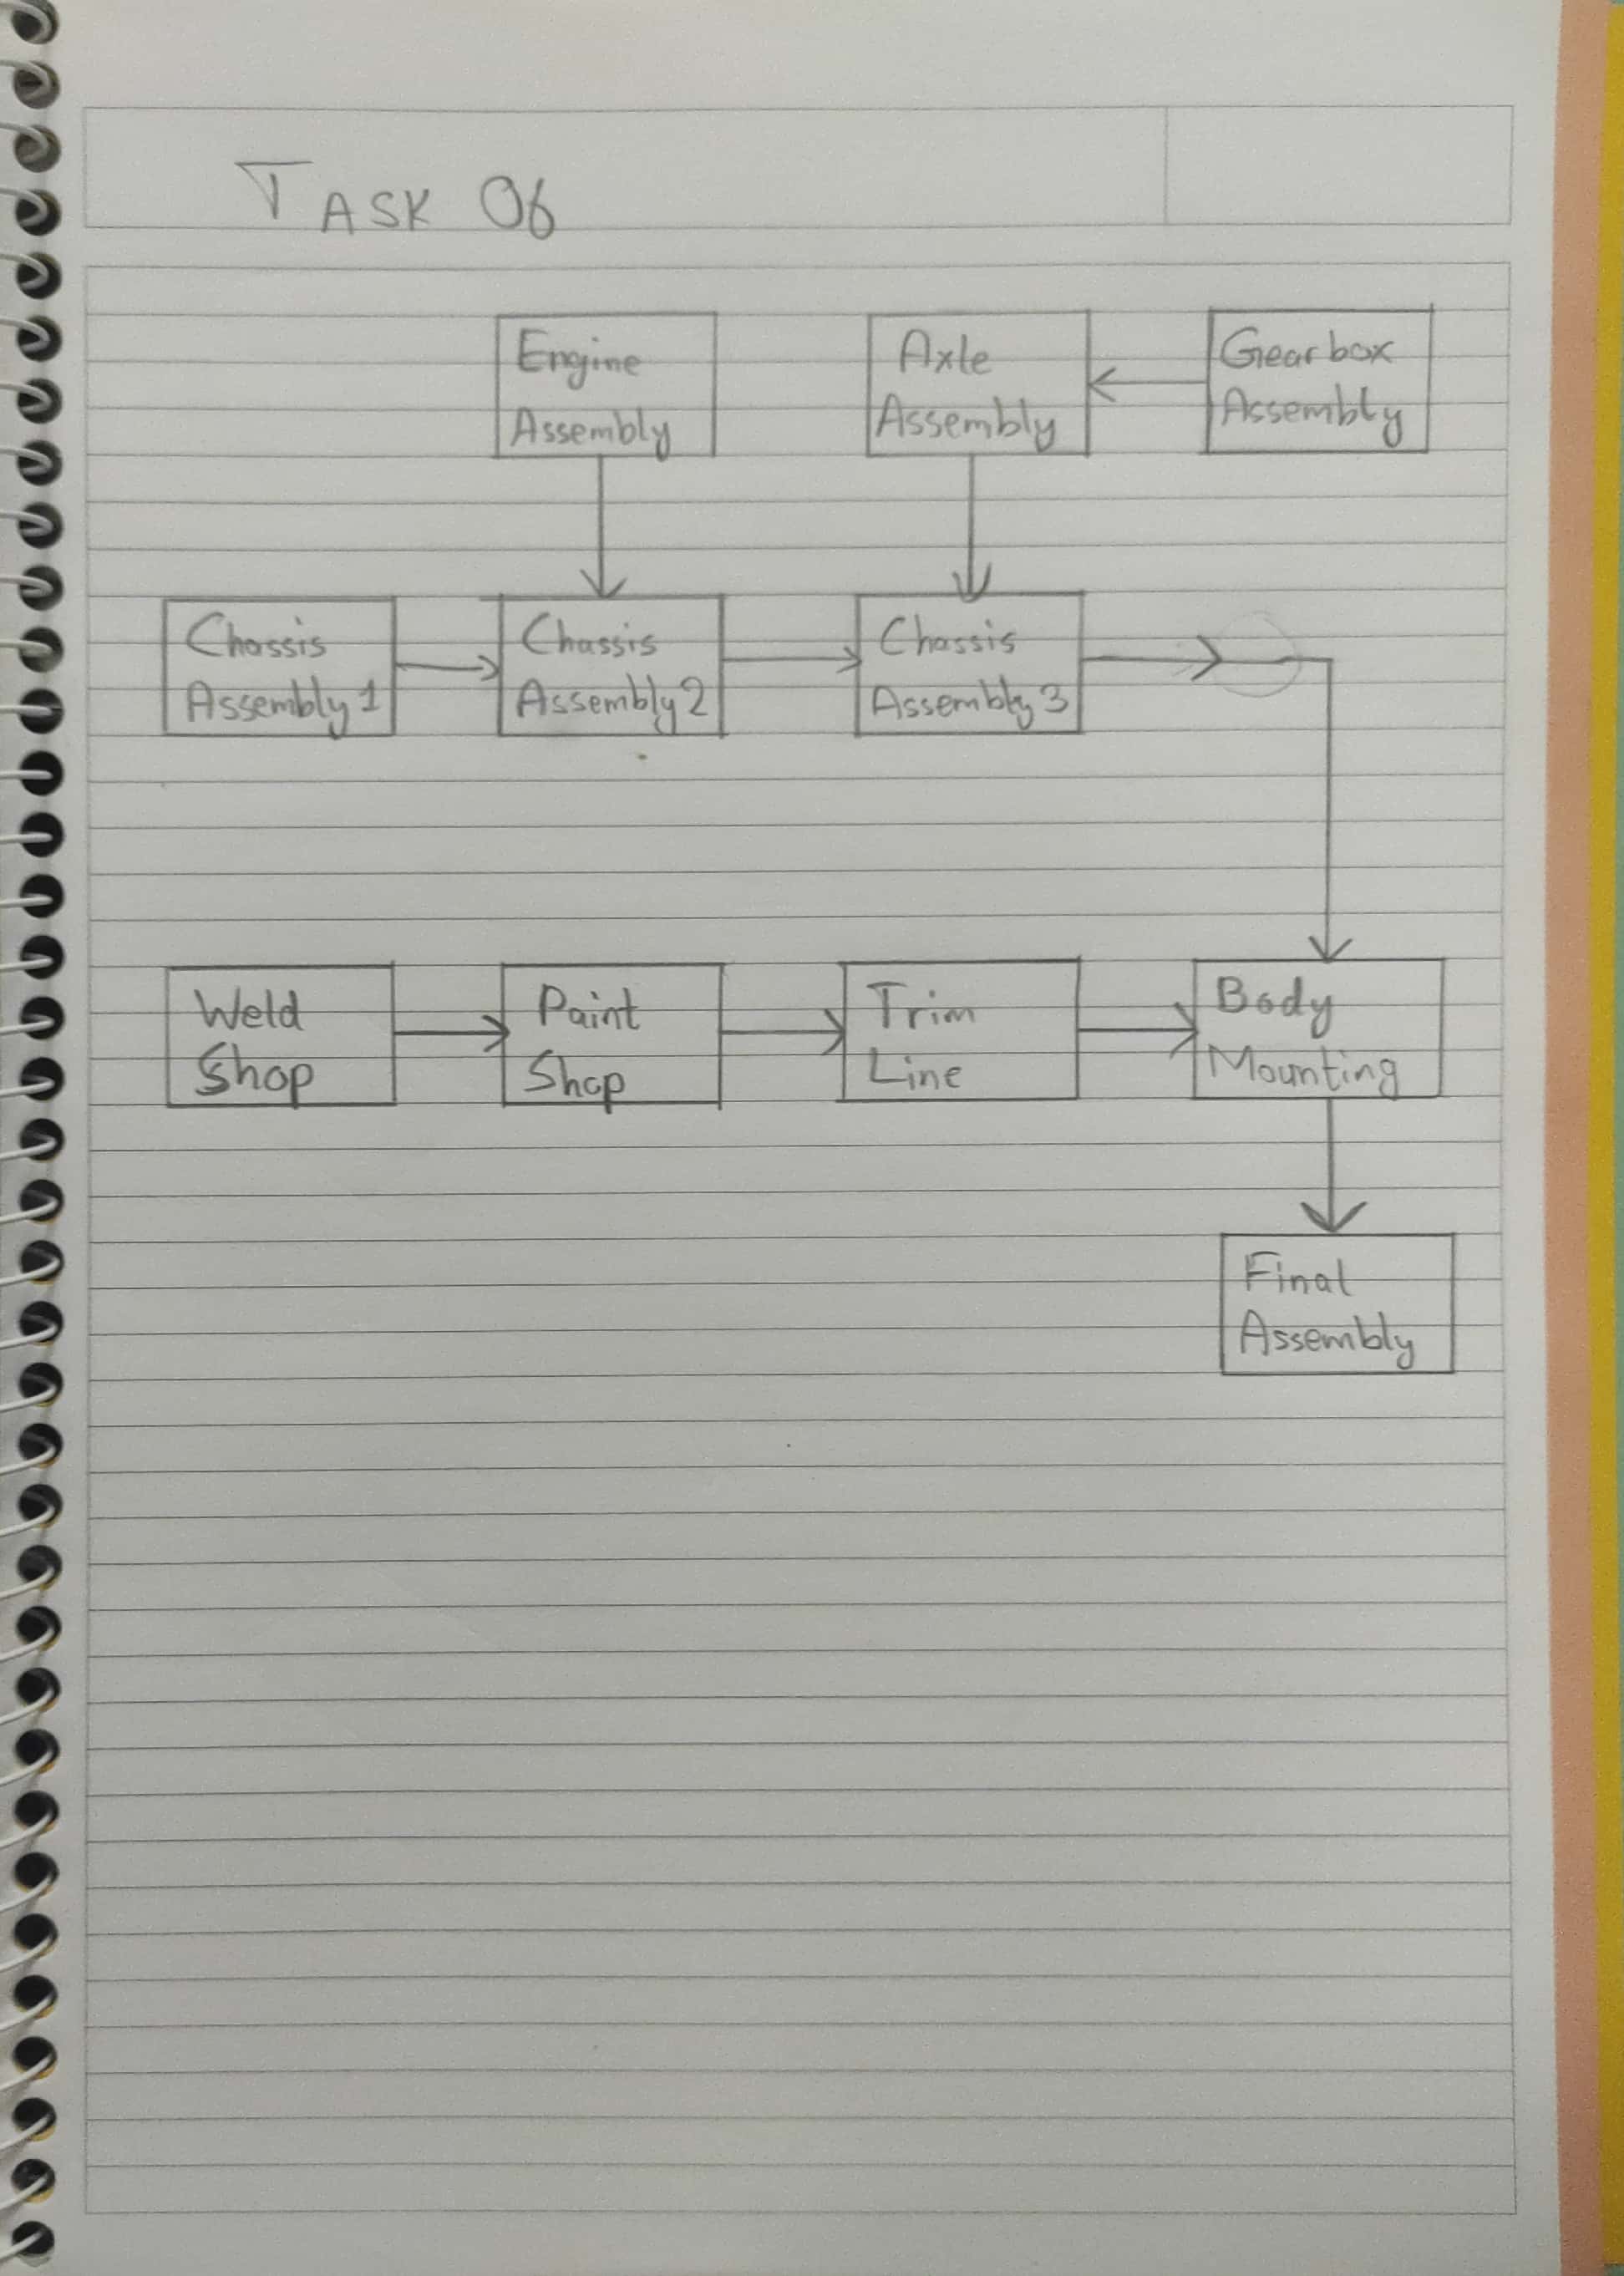 TASK 06
Engine
Assembly
Axle
Assembly
Gearbox
Assembly
Chassis
Assembly 1
Chassis
Assembly 2
Chassis
Assembly 3
Weld
Shop
Paint
Shop
Trim
Line
Body
Mounting
Final
Assembly